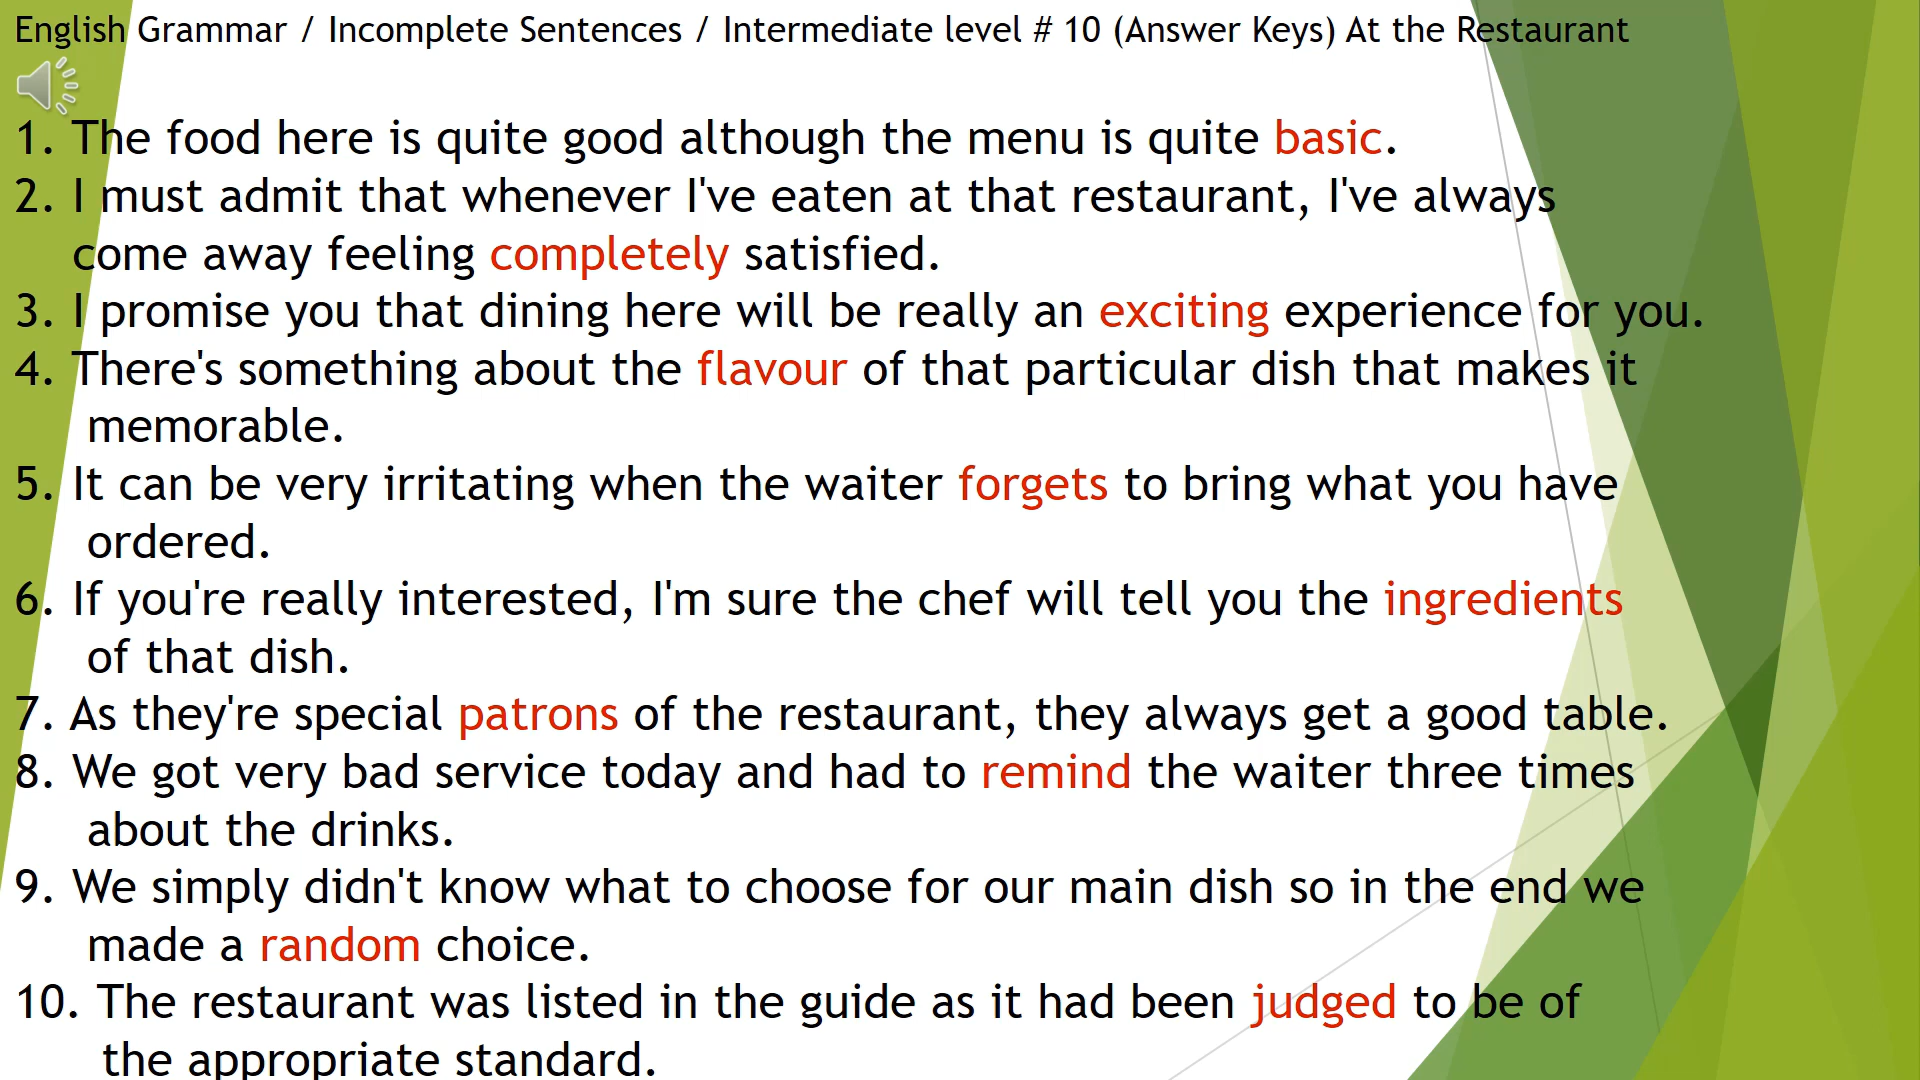 English Grammar / Incomplete Sentences / Intermediate level # 10 (Answer Keys) At the Restaurant
1. The food here is quite good although the menu is quite basic.
2. I must admit that whenever I've eaten at that restaurant, I've always
come away feeling completely satisfied.
3. I promise you that dining here will be really an exciting experience for you.
4. There's something about the flavour of that particular dish that makes it
memorable.
5. It can be very irritating when the waiter forgets to bring what you have
ordered.
6. If you're really interested, I'm sure the chef will tell you the ingredients
of that dish.
7. As they're special patrons of the restaurant, they always get a good table.
8. We got very bad service today and had to remind the waiter three times
about the drinks.
9. We simply didn't know what to choose for our main dish so in the end we
made a random choice.
10. The restaurant was listed in the guide as it had been judged to be of
the appropriate standard.